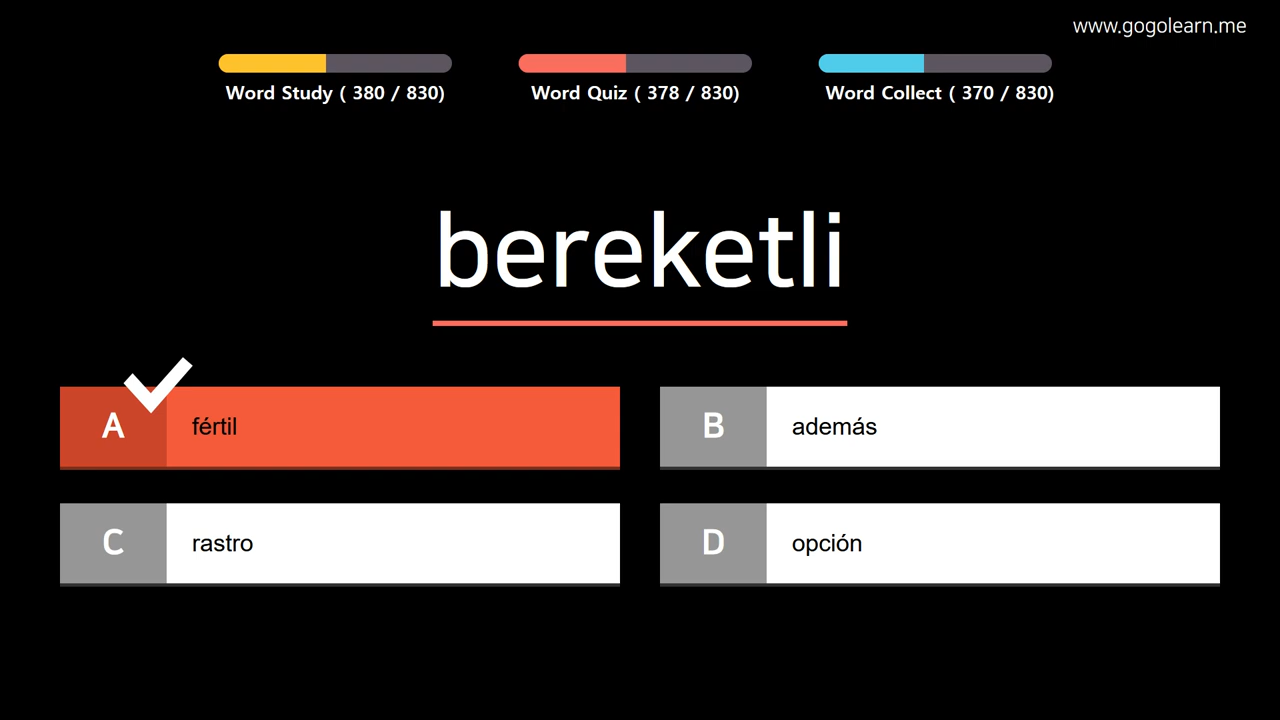 www.gogolearn.me
Word Study ( 380 / 830)
Word Quiz ( 378 / 830)
Word Collect ( 370 / 830)
bereketli
A fértil
B además
C rastro
D opción